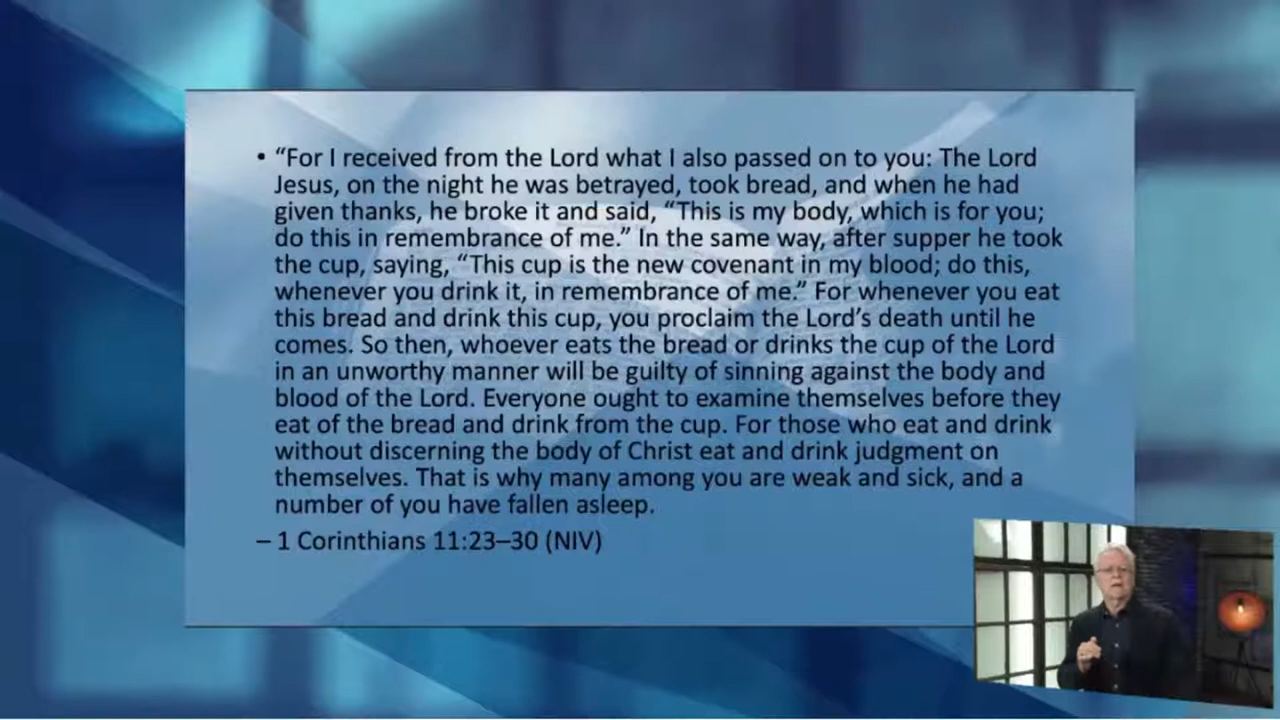 • “For I received from the Lord what I also passed on to you: The Lord
Jesus, on the night he was betrayed, took bread, and when he had
given thanks, he broke it and said, “This is my body, which is for you;
do this in remembrance of me.” In the same way, after supper he took
the cup, saying, “This cup is the new covenant in my blood; do this,
whenever you drink it, in remembrance of me.” For whenever you eat
this bread and drink this cup, you proclaim the Lord’s death until he
comes. So then, whoever eats the bread or drinks the cup of the Lord
in an unworthy manner will be guilty of sinning against the body and
blood of the Lord. Everyone ought to examine themselves before they
eat of the bread and drink from the cup. For those who eat and drink
without discerning the body of Christ eat and drink judgment on
themselves. That is why many among you are weak and sick, and a
number of you have fallen asleep.
– 1 Corinthians 11:23–30 (NIV)